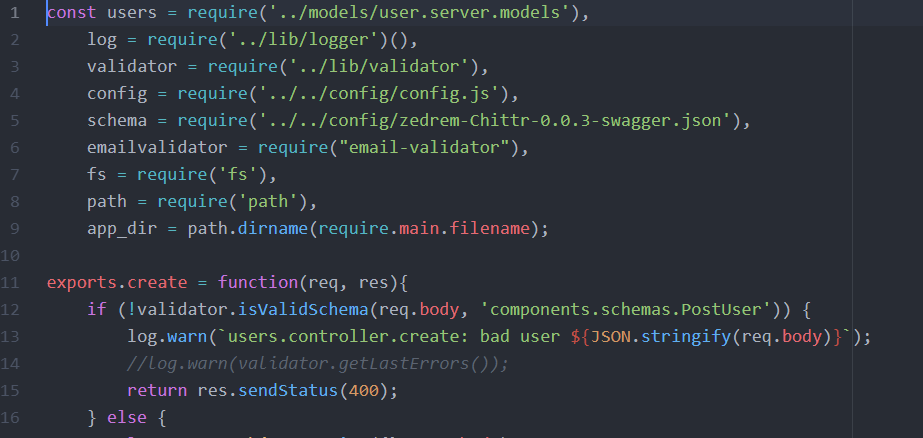 1 const users = require('../models/user.server.models'),
2 log = require('../lib/logger')(),
3 validator = require('../lib/validator'),
4 config = require('../../config/config.js'),
5 schema = require('../../config/zedrem-Chittr-0.0.3-swagger.json'),
6 emailvalidator = require("email-validator"),
7 fs = require('fs'),
8 path = require('path'),
9 app_dir = path.dirname(require.main.filename);
10
11 exports.create = function(req, res){
12 if (!validator.isValidSchema(req.body, 'components.schemas.PostUser')) {
13 log.warn(`users.controller.create: bad user ${JSON.stringify(req.body)}`);
14 //log.warn(validator.getLastErrors());
15 return res.sendStatus(400);
16 } else {